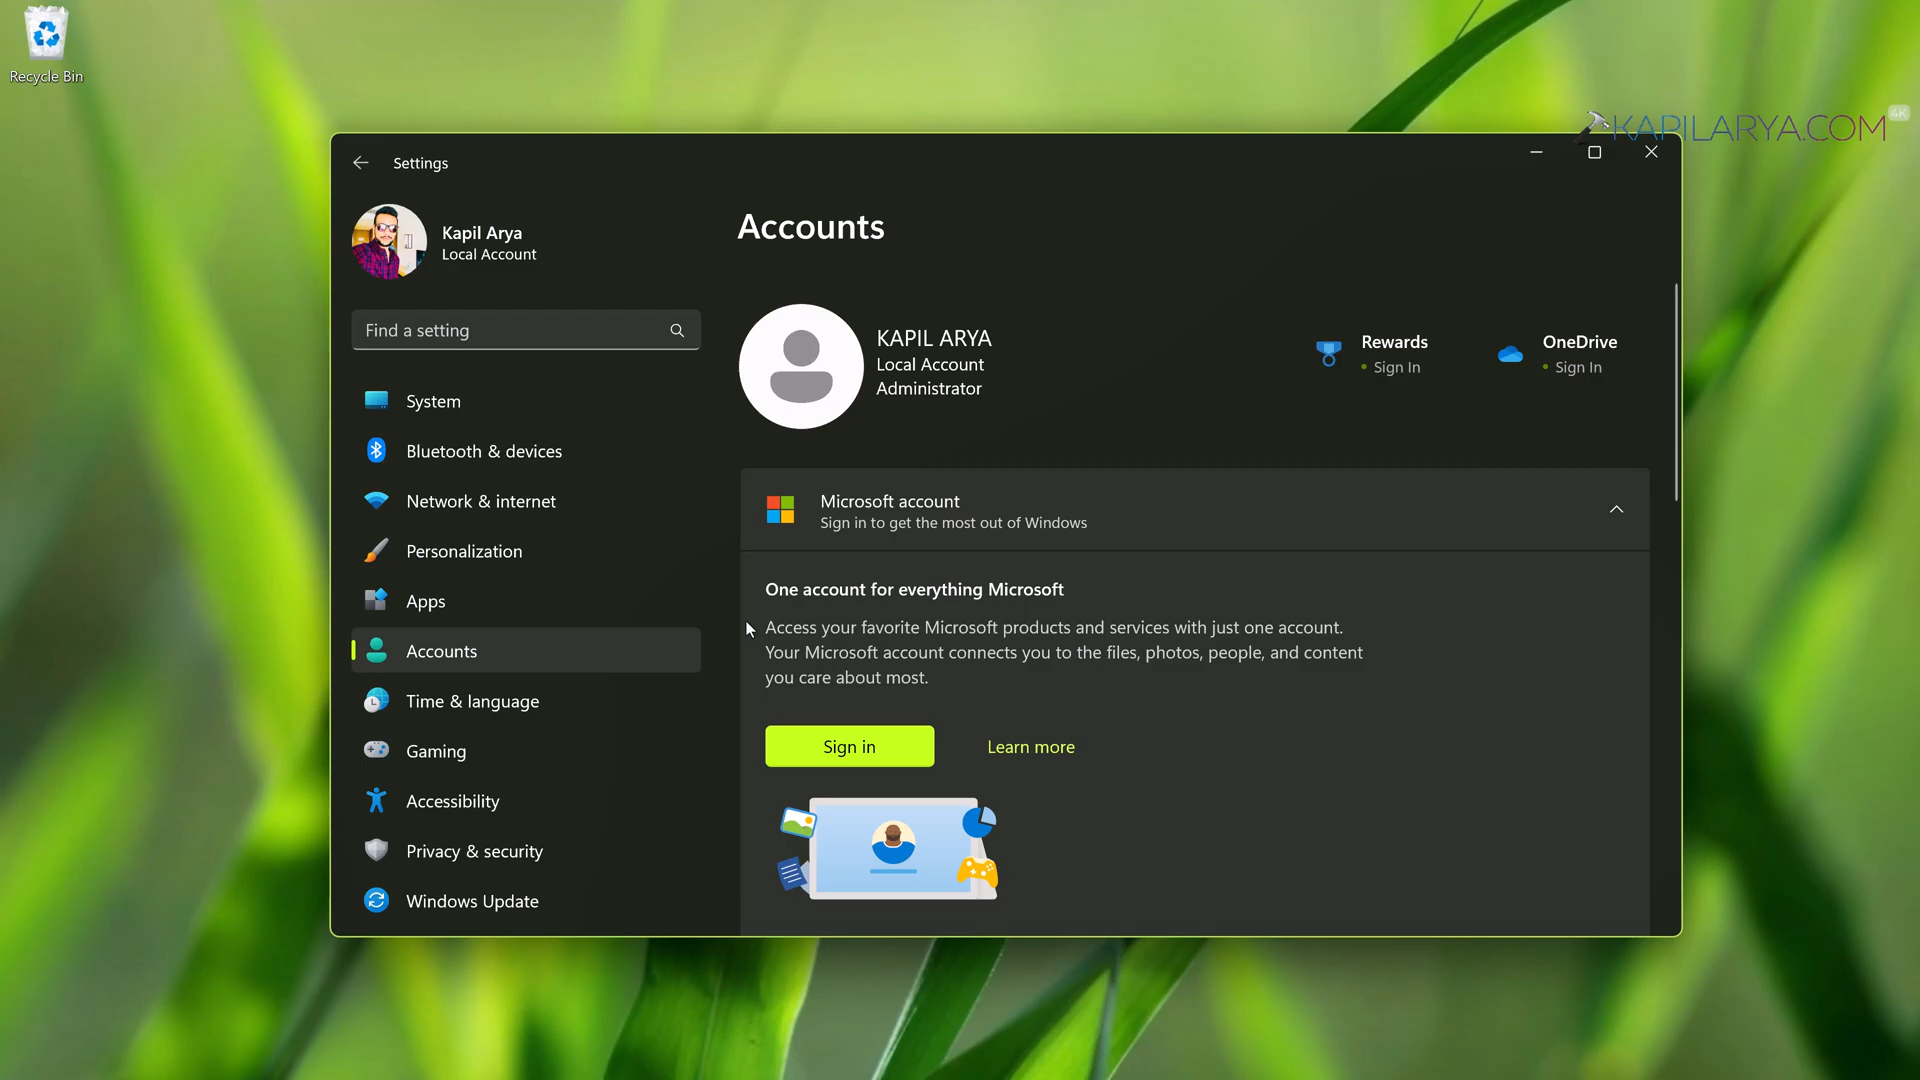 Recycle Bin
KAPILARYA.COM
4K
Settings
Kapil Arya
Local Account
Find a setting
System
Bluetooth & devices
Network & internet
Personalization
Apps
Accounts
Time & language
Gaming
Accessibility
Privacy & security
Windows Update
Accounts
KAPIL ARYA
Local Account
Administrator
Rewards
Sign In
OneDrive
Sign In
Microsoft account
Sign in to get the most out of Windows
One account for everything Microsoft
Access your favorite Microsoft products and services with just one account.
Your Microsoft account connects you to the files, photos, people, and content
you care about most.
Sign in
Learn more